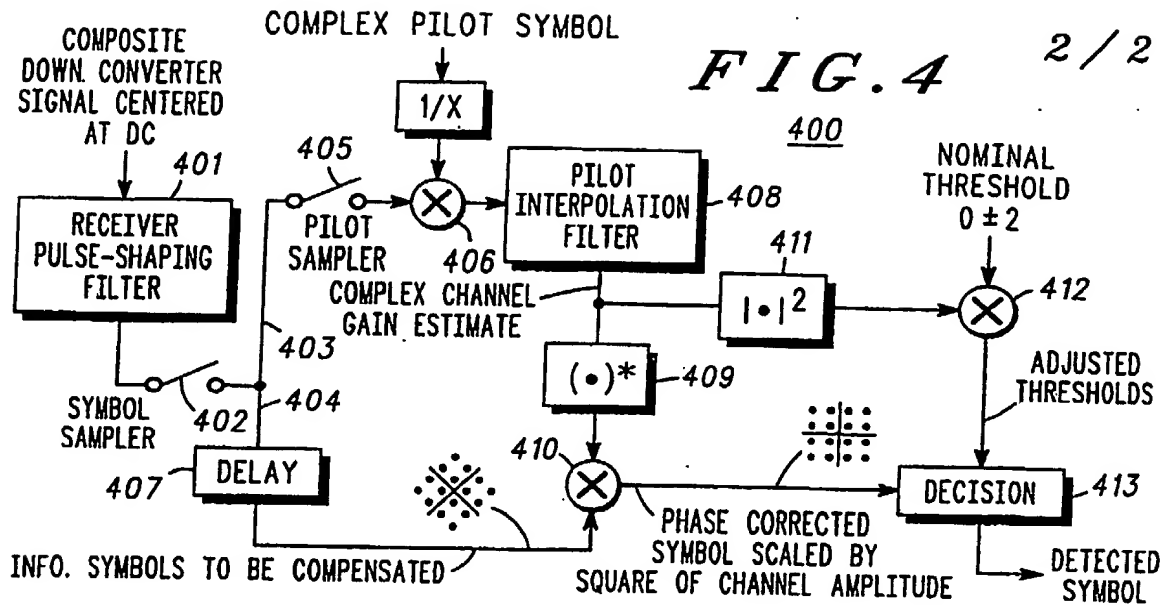 COMPLEX PILOT SYMBOL
FIG. 4
2/2
400
COMPOSITE
DOWN CONVERTER
SIGNAL CENTERED
AT DC
401
RECEIVER
PULSE-SHAPING
FILTER
SYMBOL
SAMPLER
402
403
404
405
PILOT
SAMPLER
1/X
406
PILOT
INTERPOLATION
FILTER
408
COMPLEX CHANNEL
GAIN ESTIMATE
411
|•|2
NOMINAL
THRESHOLD
0 ± 2
412
ADJUSTED
THRESHOLDS
(•)*
409
407
DELAY
410
INFO. SYMBOLS TO BE COMPENSATED
PHASE CORRECTED
SYMBOL SCALED BY
SQUARE OF CHANNEL AMPLITUDE
DECISION
413
DETECTED
SYMBOL